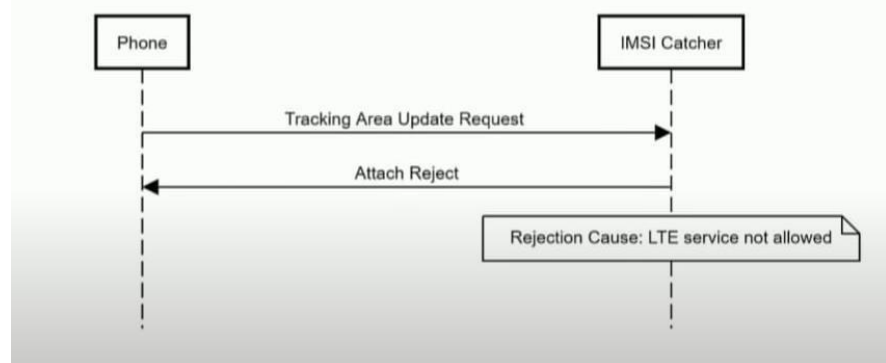 Phone
IMSI Catcher
Tracking Area Update Request
Attach Reject
Rejection Cause: LTE service not allowed